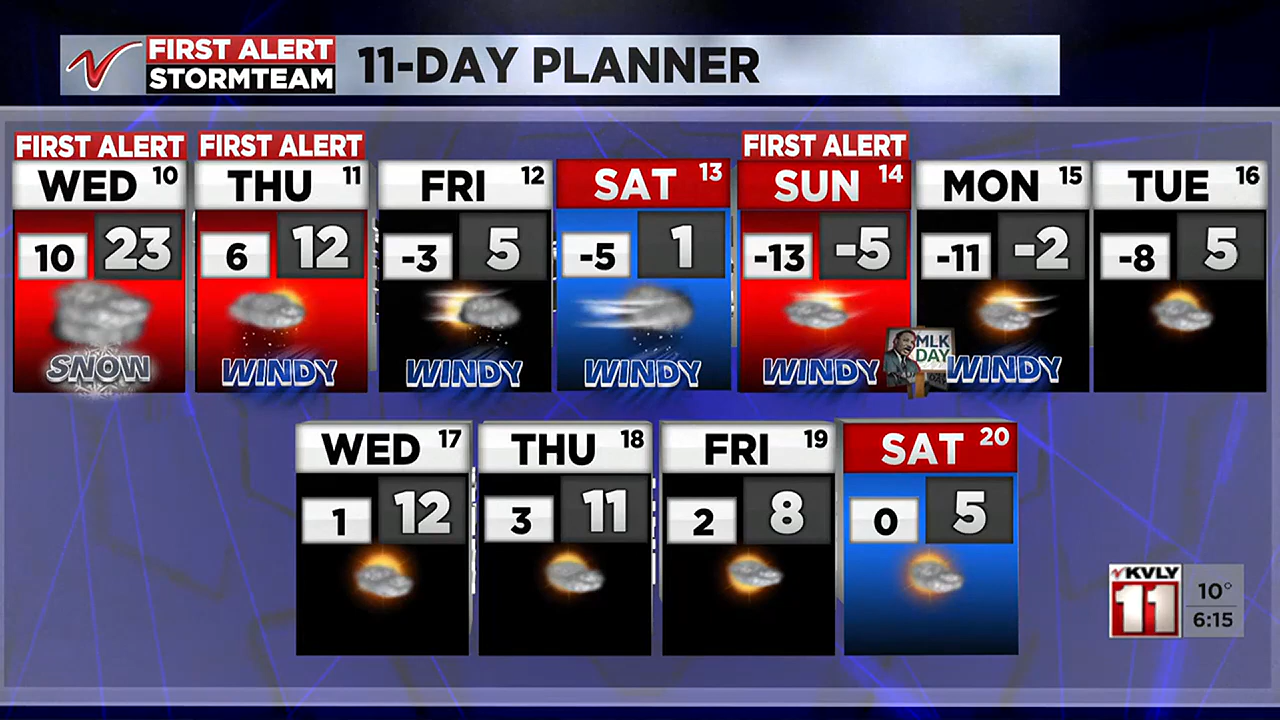 FIRST ALERT
STORMTEAM
11-DAY PLANNER
FIRST ALERT
WED 10
10 23
SNOW
FIRST ALERT
THU 11
6 12
WINDY
FRI 12
-3 5
WINDY
SAT 13
-5 1
WINDY
FIRST ALERT
SUN 14
-13 -5
WINDY
MON 15
-11 -2
MLK
DAY
WINDY
TUE 16
-8 5
WED 17
1 12
THU 18
3 11
FRI 19
2 8
SAT 20
0 5
KVLY
11
10°
6:15